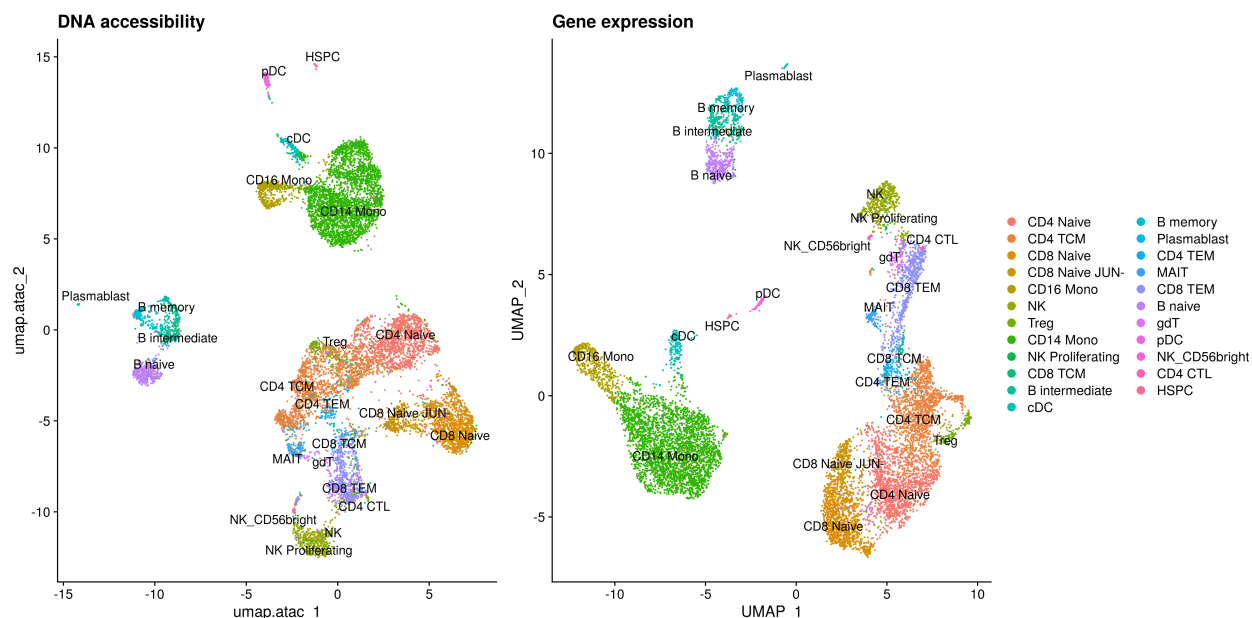 DNA accessibility
Gene expression
15
10
5
0
-5
-10
umap.atac_2
-15
-10
-5
0
5
umap.atac_1
HSPC
pDC
cDC
CD16 Mono
CD14 Mono
Plasmablast
B memory
B intermediate
B naive
Treg
CD4 Naive
CD4 TCM
CD4 TEM
CD8 Naive JUN-
CD8 Naive
CD8 TCM
MAIT
gdT
CD8 TEM
CD4 CTL
NK_CD56bright
NK
NK Proliferating
10
5
0
-5
UMAP_2
-10
-5
0
5
10
UMAP_1
Plasmablast
B memory
B intermediate
B naive
NK
NK Proliferating
NK_CD56bright
CD4 CTL
gdT
CD8 TEM
pDC
MAIT
HSPC
cDC
CD16 Mono
CD8 TCM
CD4 TEM
CD4 TCM
Treg
CD14 Mono
CD8 Naive JUN-
CD4 Naive
CD8 Naive
CD4 Naive
CD4 TCM
CD8 Naive
CD8 Naive JUN-
CD16 Mono
NK
Treg
CD14 Mono
NK Proliferating
CD8 TCM
B intermediate
cDC
B memory
Plasmablast
CD4 TEM
MAIT
CD8 TEM
B naive
gdT
pDC
NK_CD56bright
CD4 CTL
HSPC